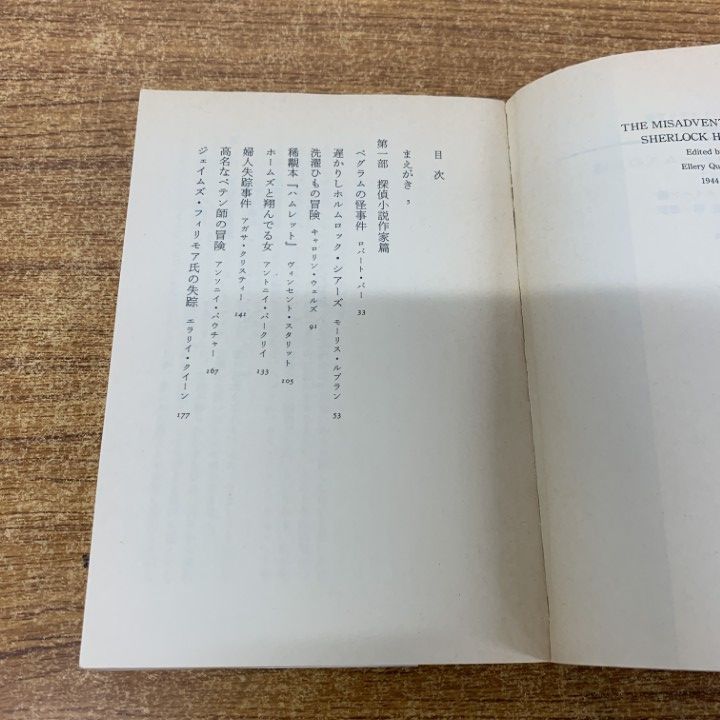 目次
まえがき 5
第一部 探偵小説作家篇
ペグラムの怪事件 ロバート・バー 33
遅かりしホルムロック・シアーズ モーリス・ルブラン 53
洗濯ひもの冒険 キャロリン・ウェルズ 91
稀覯本『ハムレット』 ヴィンセント・スタリット 105
ホームズと翔んでる女 アントニイ・バークリイ 133
婦人失踪事件 アガサ・クリスティー 141
高名なペテン師の冒険 アンソニイ・バウチャー 167
ジェイムズ・フィリモア氏の失踪 エラリイ・クイーン 177
THE MISADVENT
SHERLOCK H
Edited b
Ellery Qu
1944